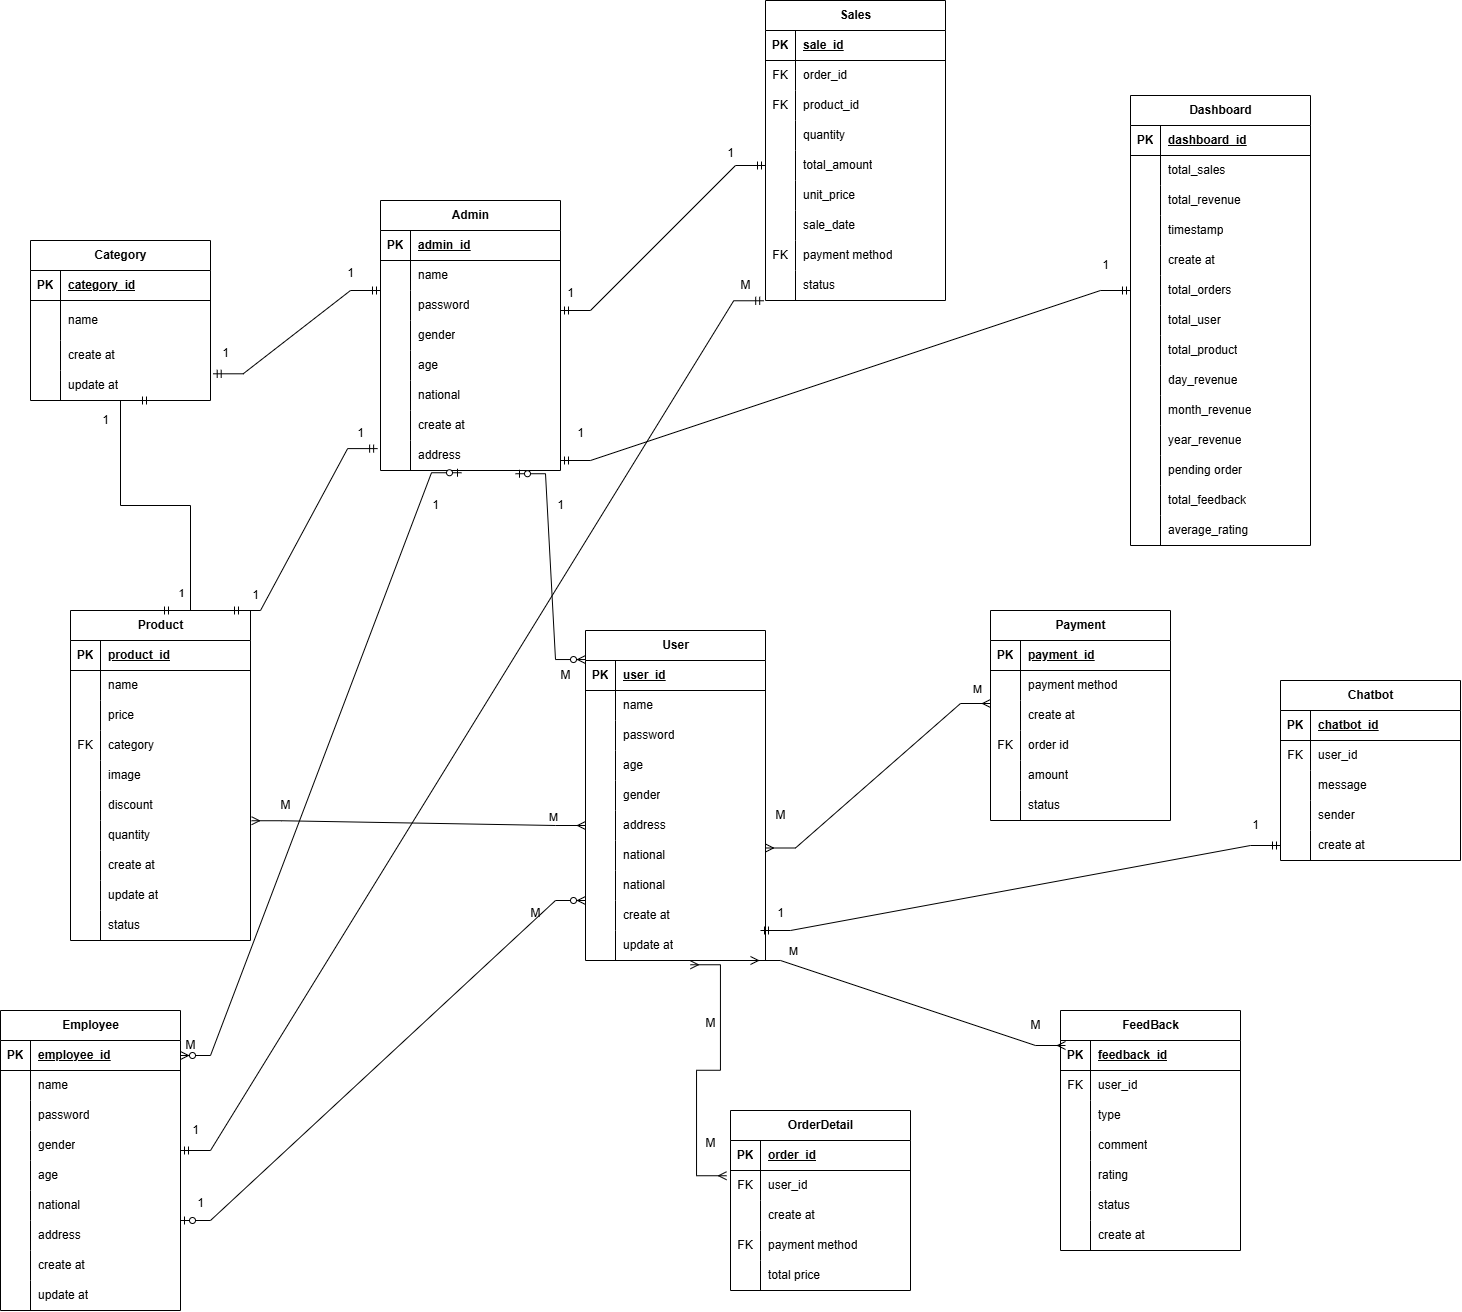 Sales
PK sale_id
FK order_id
FK product_id
quantity
total_amount
unit_price
sale_date
FK payment method
status
Dashboard
PK dashboard_id
total_sales
total_revenue
timestamp
create at
total_orders
total_user
total_product
day_revenue
month_revenue
year_revenue
pending order
total_feedback
average_rating
Admin
PK admin_id
name
password
gender
age
national
create at
address
Category
PK category_id
name
create at
update at
1
1
1
1
M
1
1
1
1
1
1
1
1
Product
PK product_id
name
price
FK category
image
discount
quantity
create at
update at
status
User
PK user_id
name
password
age
gender
address
national
national
create at
update at
Payment
PK payment_id
payment method
create at
FK order id
amount
status
Chatbot
PK chatbot_id
FK user_id
message
sender
create at
M
M
M
M
M
1
M
1
M
M
M
M
M
1
1
Employee
PK employee_id
name
password
gender
age
national
address
create at
update at
OrderDetail
PK order_id
FK user_id
create at
FK payment method
total price
FeedBack
PK feedback_id
FK user_id
type
comment
rating
status
create at